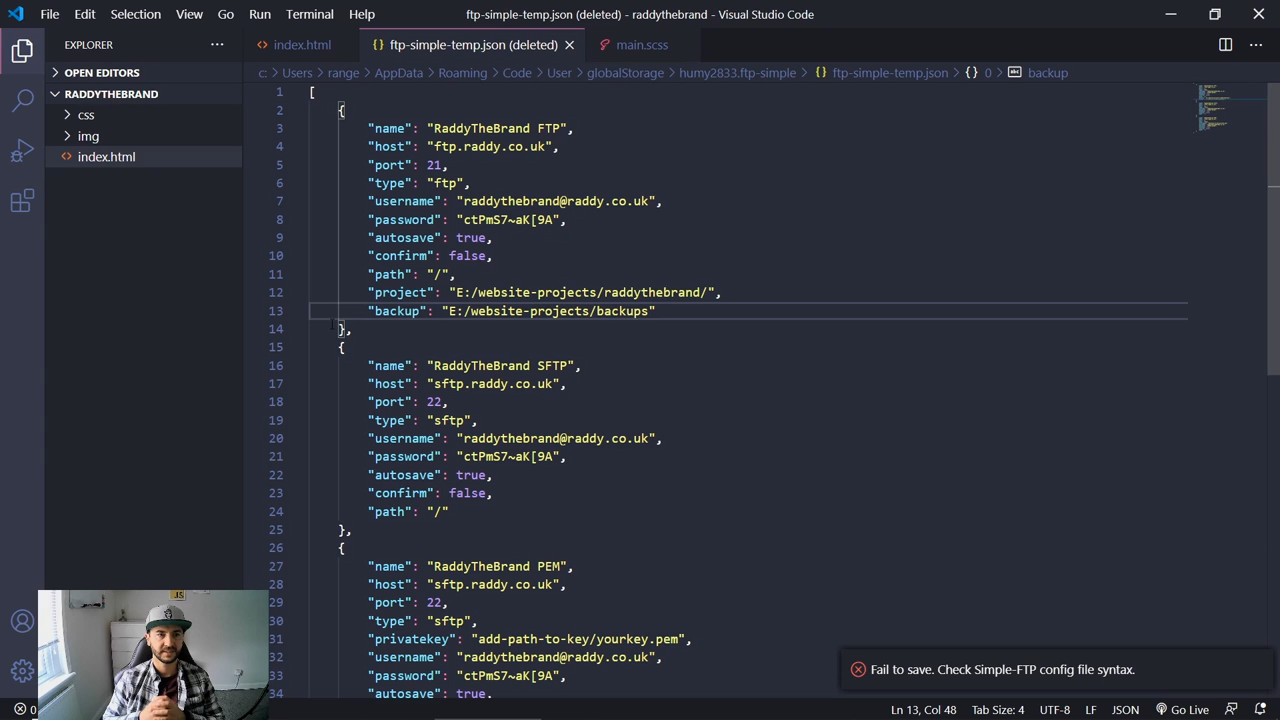 File Edit Selection View Go Run Terminal Help ftp-simple-temp.json (deleted) - raddythebrand - Visual Studio Code
EXPLORER
OPEN EDITORS
RADDYTHEBRAND
css
img
index.html
index.html ftp-simple-temp.json (deleted) main.scss
c: > Users > range > AppData > Roaming > Code > User > globalStorage > humy2833.ftp-simple > ftp-simple-temp.json > {} 0 > abc backup
1 [
2 {
3 "name": "RaddyTheBrand FTP",
4 "host": "ftp.raddy.co.uk",
5 "port": 21,
6 "type": "ftp",
7 "username": "raddythebrand@raddy.co.uk",
8 "password": "ctPmS7~aK[9A",
9 "autosave": true,
10 "confirm": false,
11 "path": "/",
12 "project": "E:/website-projects/raddythebrand/",
13 "backup": "E:/website-projects/backups"
14 },
15 {
16 "name": "RaddyTheBrand SFTP",
17 "host": "sftp.raddy.co.uk",
18 "port": 22,
19 "type": "sftp",
20 "username": "raddythebrand@raddy.co.uk",
21 "password": "ctPmS7~aK[9A",
22 "autosave": true,
23 "confirm": false,
24 "path": "/"
25 },
26 {
27 "name": "RaddyTheBrand PEM",
28 "host": "sftp.raddy.co.uk",
29 "port": 22,
30 "type": "sftp",
31 "privatekey": "add-path-to-key/yourkey.pem",
32 "username": "raddythebrand@raddy.co.uk",
33 "password": "ctPmS7~aK[9A",
34 "autosave": true,
JS
Fail to save. Check Simple-FTP config file syntax.
0 Ln 13, Col 48 Tab Size: 4 UTF-8 LF JSON Go Live